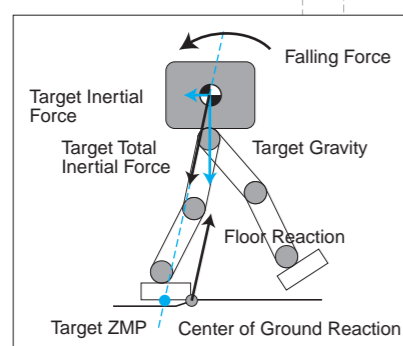 Falling Force
Target Inertial
Force
Target Total
Inertial Force
Target Gravity
Floor Reaction
Target ZMP
Center of Ground Reaction